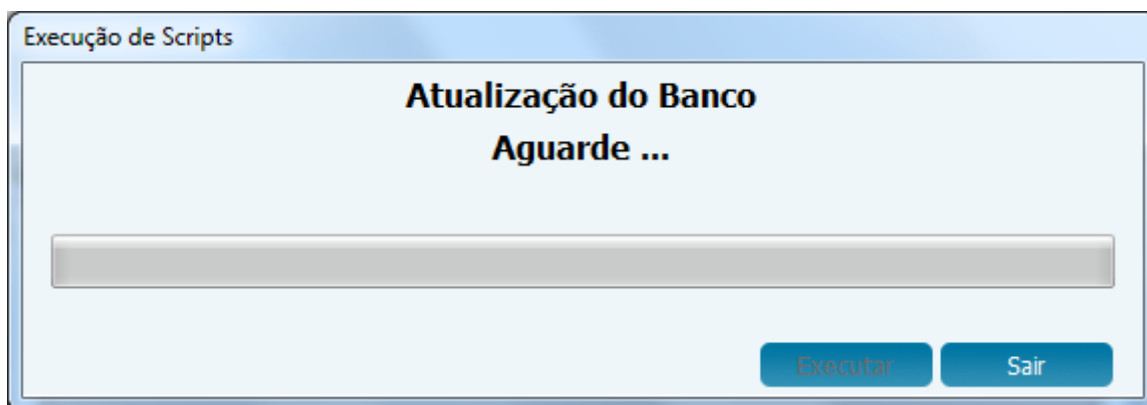 Execução de Scripts
Atualização do Banco
Aguarde ...
Executar
Sair